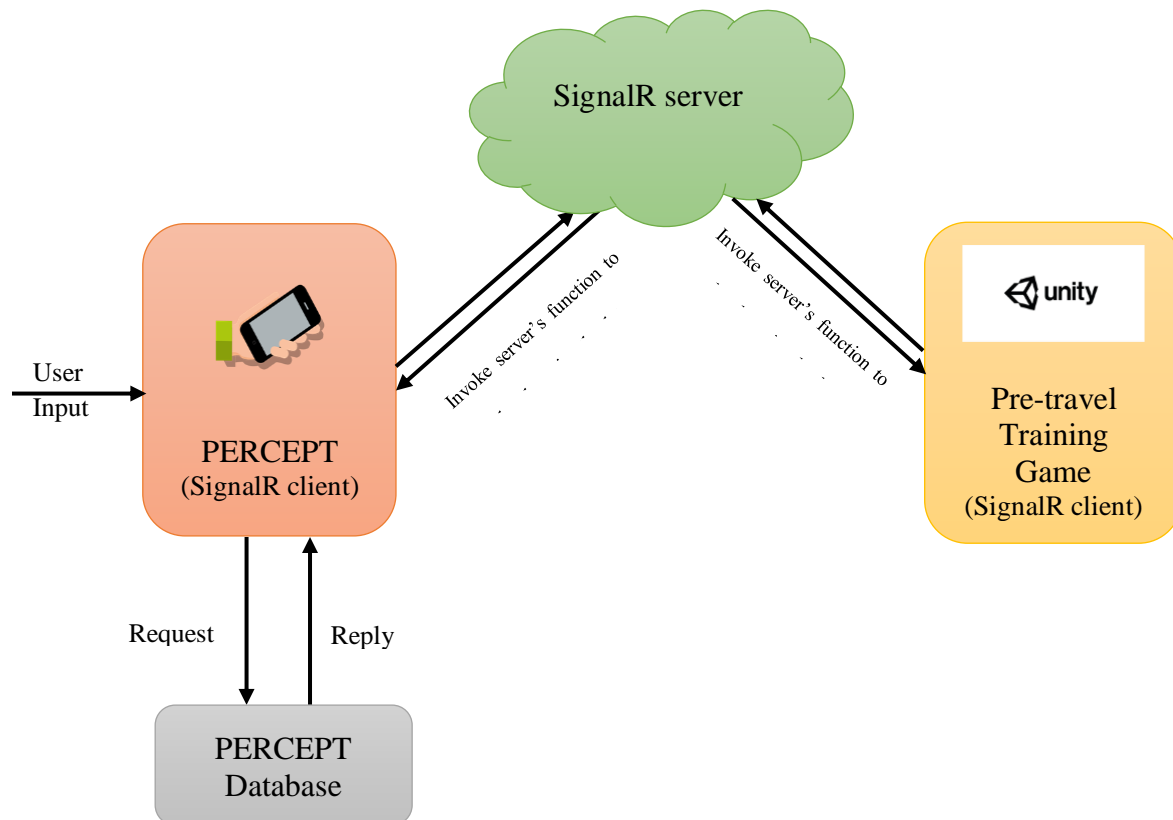 SignalR server
Invoke server's function to
Invoke server's function to
unity
User
Input
PERCEPT
(SignalR client)
Pre-travel
Training
Game
(SignalR client)
Request
Reply
PERCEPT
Database